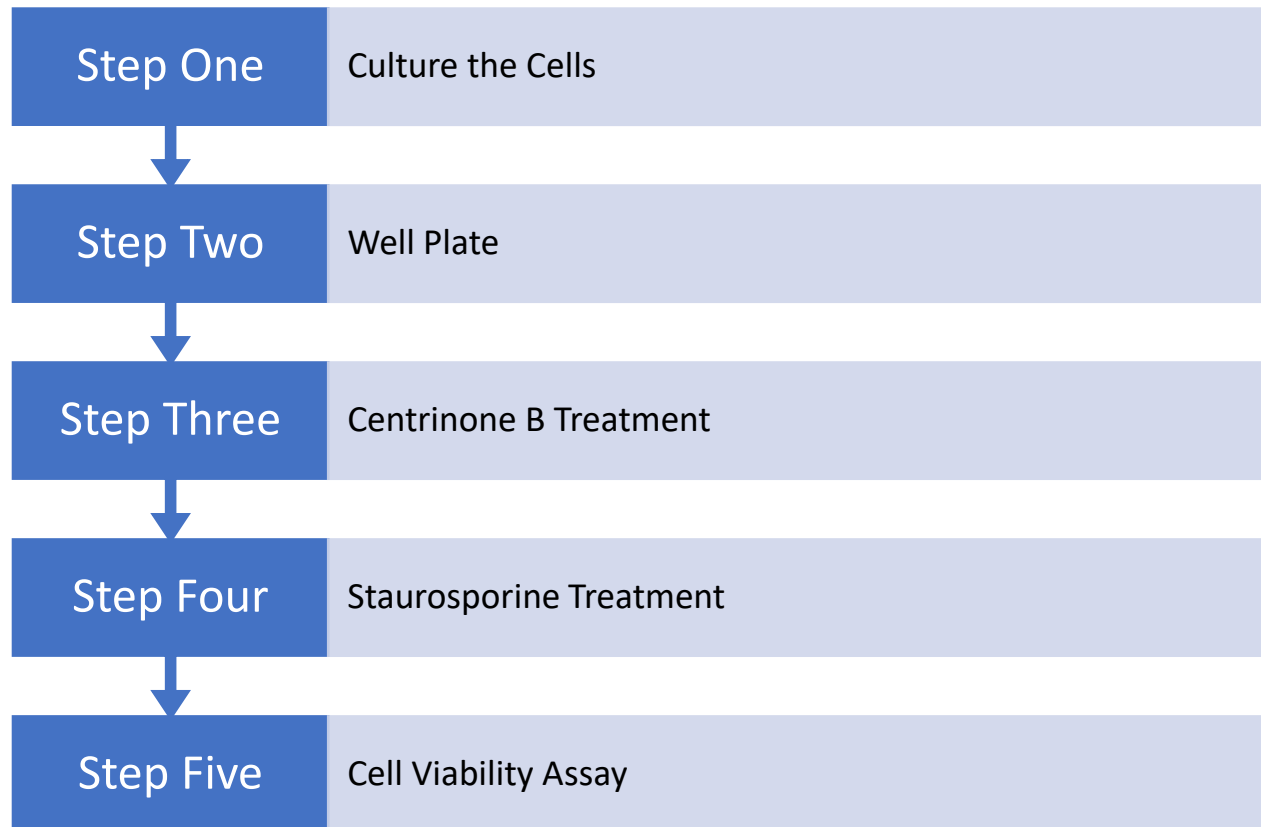 Step One
Culture the Cells
Step Two
Well Plate
Step Three
Centrinone B Treatment
Step Four
Staurosporine Treatment
Step Five
Cell Viability Assay